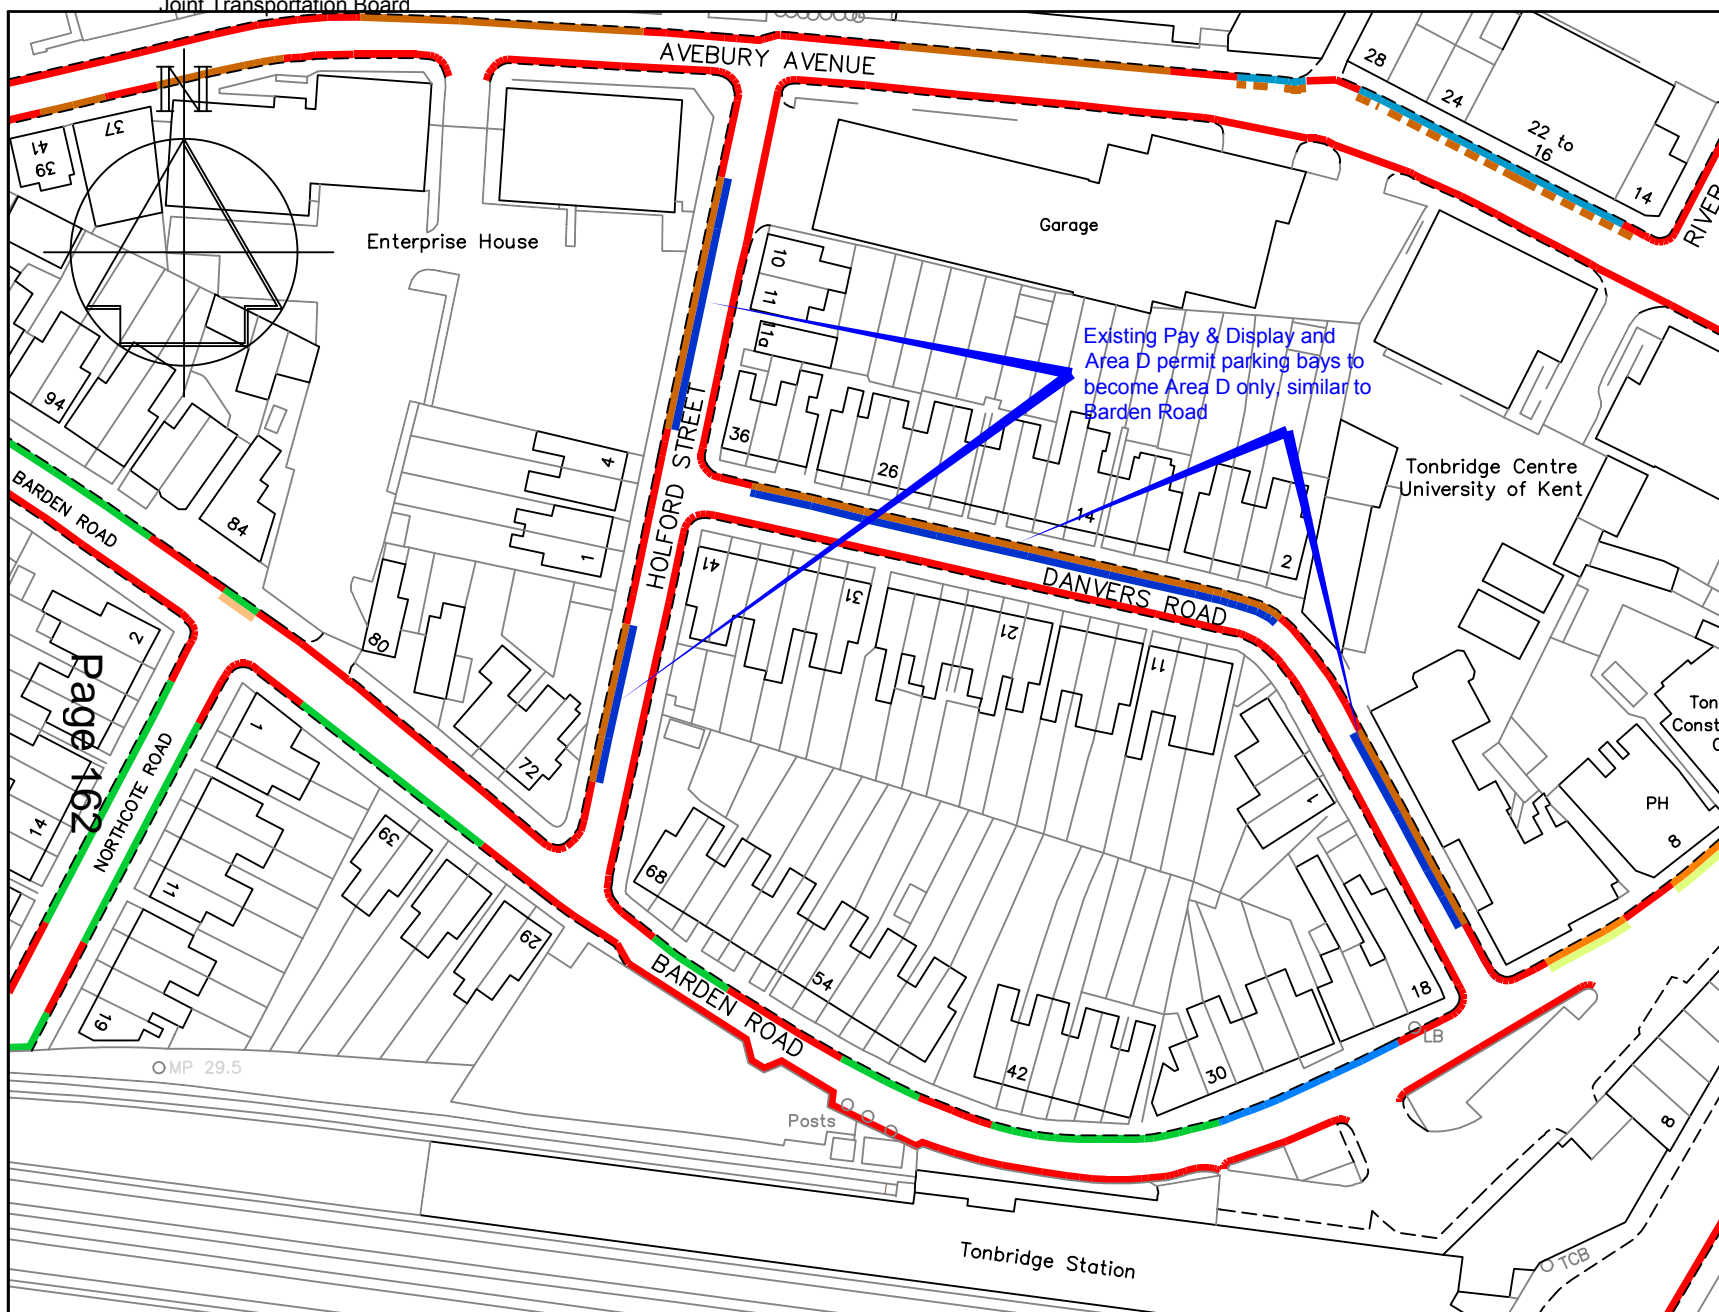 Joint Transportation Board
AVEBURY AVENUE
28
24
22 to
16
14
RIVER
N
37
41
39
Enterprise House
Garage
10
11
11a
Existing Pay & Display and
Area D permit parking bays to
become Area D only, similar to
Barden Road
94
84
BARDEN ROAD
4
1
HOLFORD STREET
36
26
14
2
Tonbridge Centre
University of Kent
DANVERS ROAD
41
31
21
11
1
2
80
72
Page 162
NORTHCOTE ROAD
14
1
11
19
39
29
68
54
42
30
18
BARDEN ROAD
Ton
Const
C
PH
8
LB
MP 29.5
Posts
Tonbridge Station
8
TCB